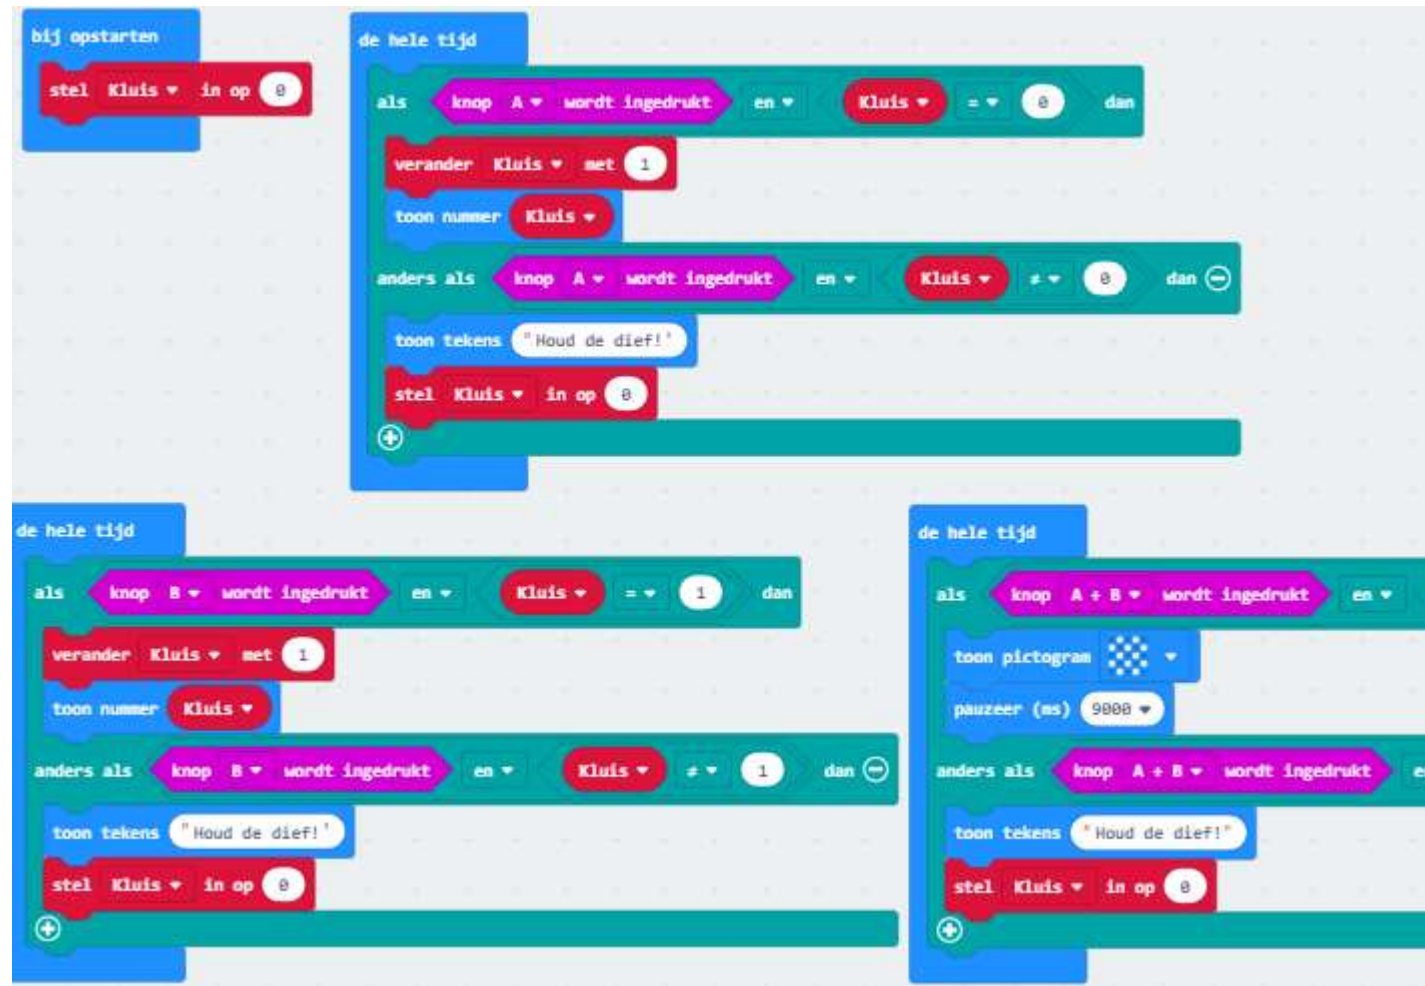 bij opstarten
stel Kluis in op 0
de hele tijd
als knop A wordt ingedrukt en Kluis = 0 dan
verander Kluis met 1
toon nummer Kluis
anders als knop A wordt ingedrukt en Kluis ≠ 0 dan
toon tekens "Houd de dief!"
stel Kluis in op 0
de hele tijd
als knop B wordt ingedrukt en Kluis = 1 dan
verander Kluis met 1
toon nummer Kluis
anders als knop B wordt ingedrukt en Kluis ≠ 1 dan
toon tekens "Houd de dief!"
stel Kluis in op 0
de hele tijd
als knop A + B wordt ingedrukt en
toon pictogram
pauzeer (ms) 9000
anders als knop A + B wordt ingedrukt
toon tekens "Houd de dief!"
stel Kluis in op 0